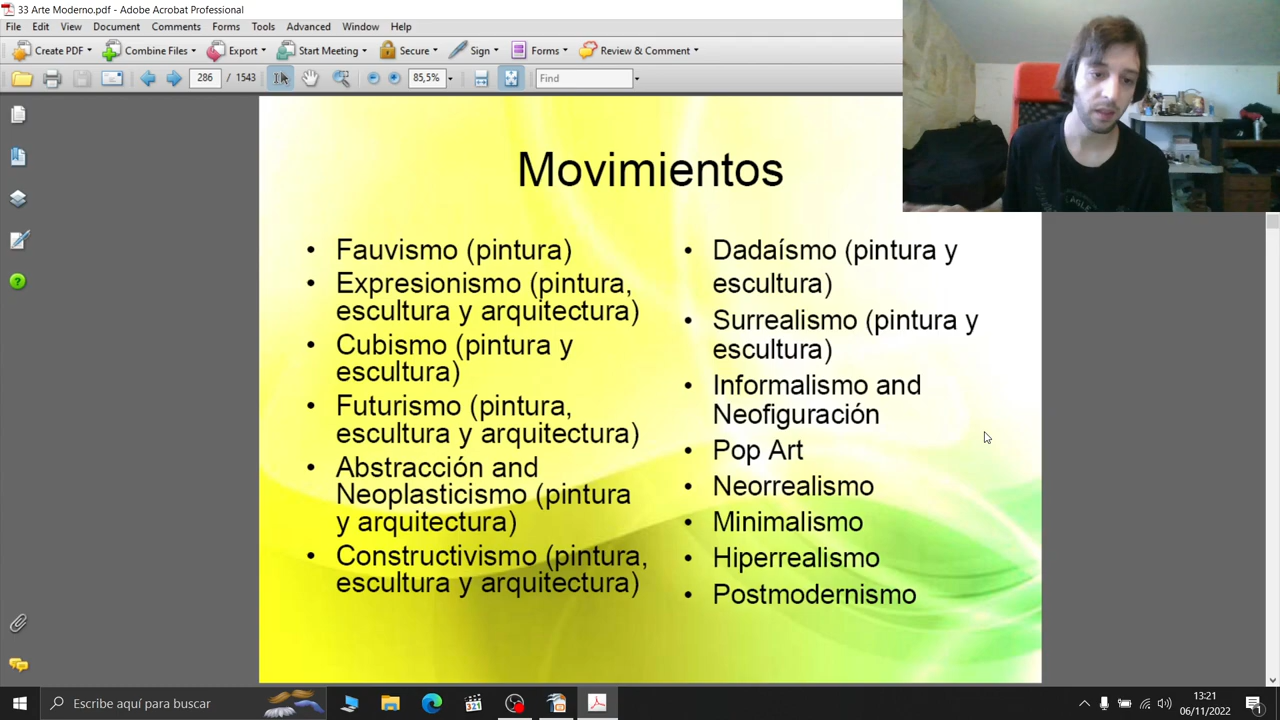 33 Arte Moderno.pdf - Adobe Acrobat Professional
File Edit View Document Comments Forms Tools Advanced Window Help
Create PDF Combine Files Export Start Meeting Secure Sign Forms Review & Comment
286 / 1543 85,5% Find
Movimientos
• Fauvismo (pintura)
• Expresionismo (pintura,
escultura y arquitectura)
• Cubismo (pintura y
escultura)
• Futurismo (pintura,
escultura y arquitectura)
• Abstracción and
Neoplasticismo (pintura
y arquitectura)
• Constructivismo (pintura,
escultura y arquitectura)
• Dadaísmo (pintura y
escultura)
• Surrealismo (pintura y
escultura)
• Informalismo and
Neofiguración
• Pop Art
• Neorrealismo
• Minimalismo
• Hiperrealismo
• Postmodernismo
Escribe aquí para buscar
321
13:21
06/11/2022
1